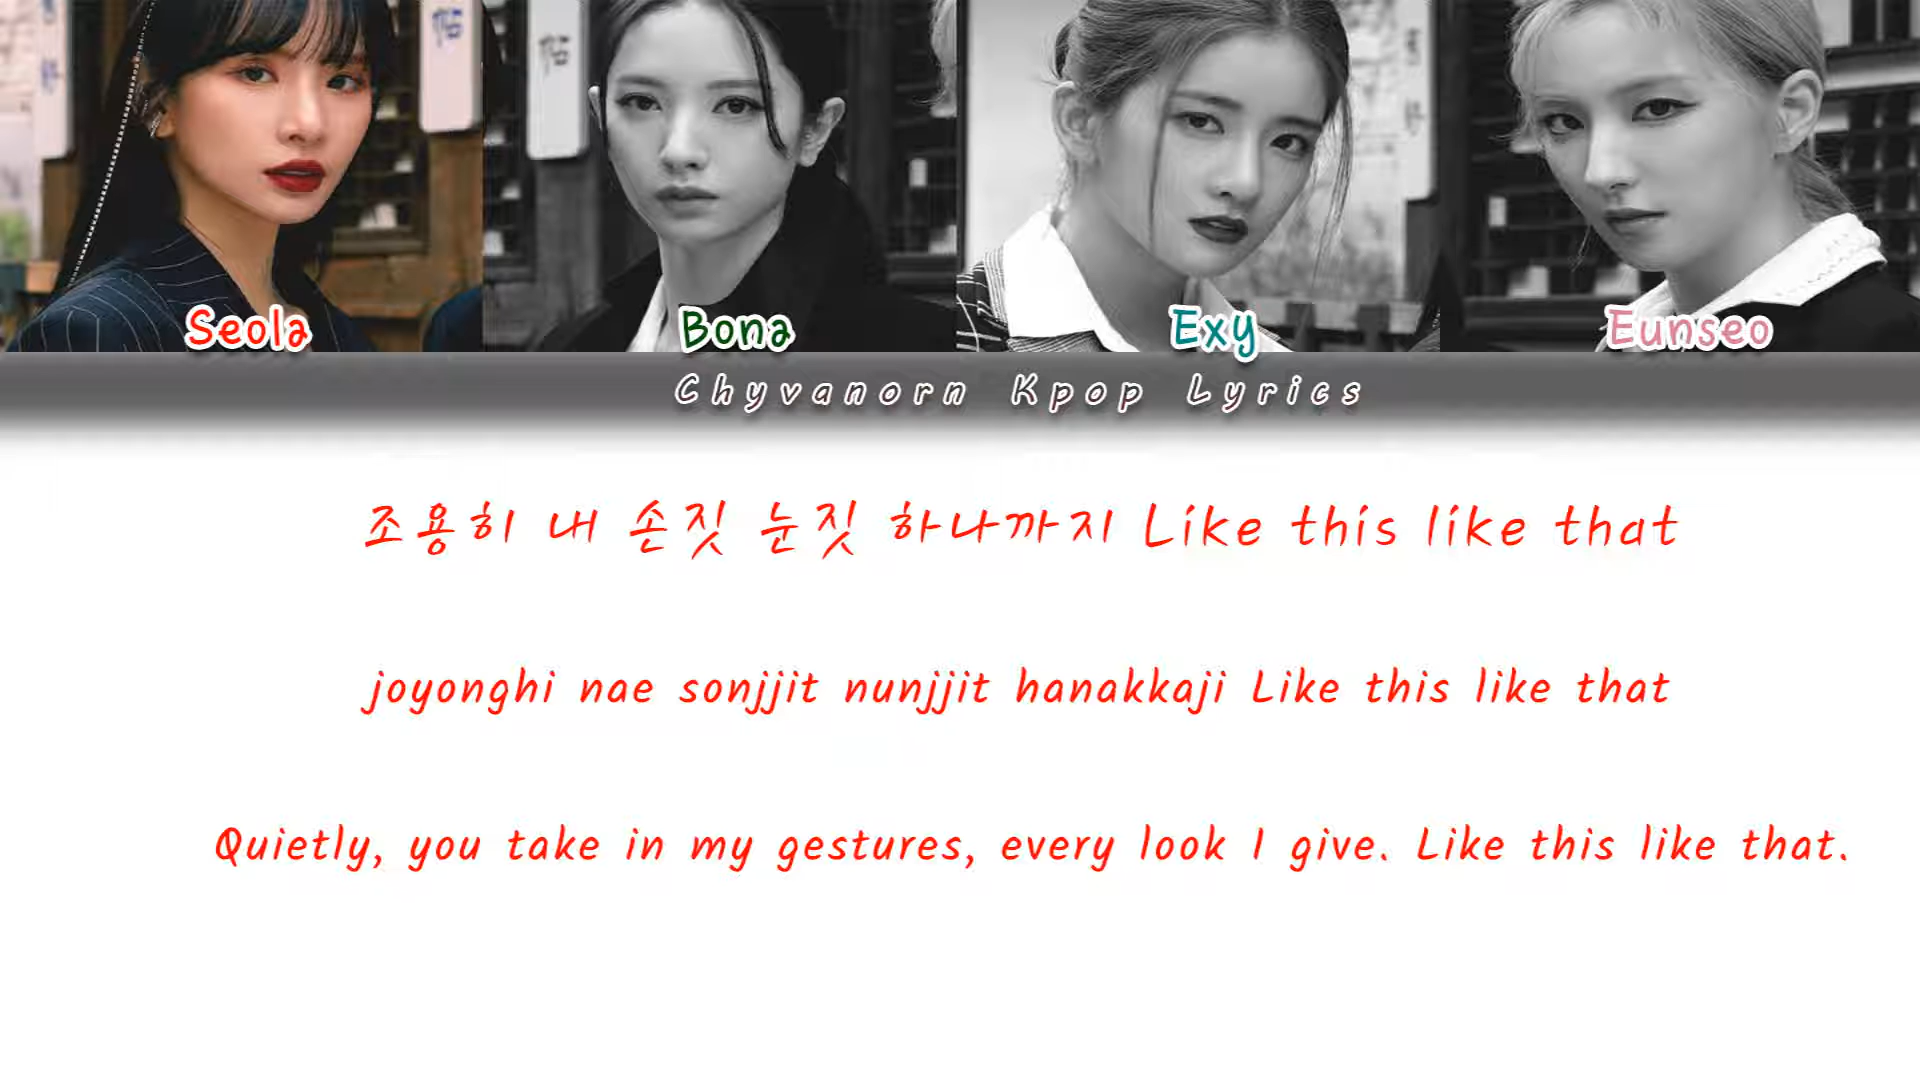 Seola
Bona
Exy
Eunseo
Chyvanorn Kpop Lyrics
조용히 내 손짓 눈짓 하나까지 Like this like that
joyonghi nae sonjjit nunjjit hanakkaji Like this like that
Quietly, you take in my gestures, every look I give. Like this like that.